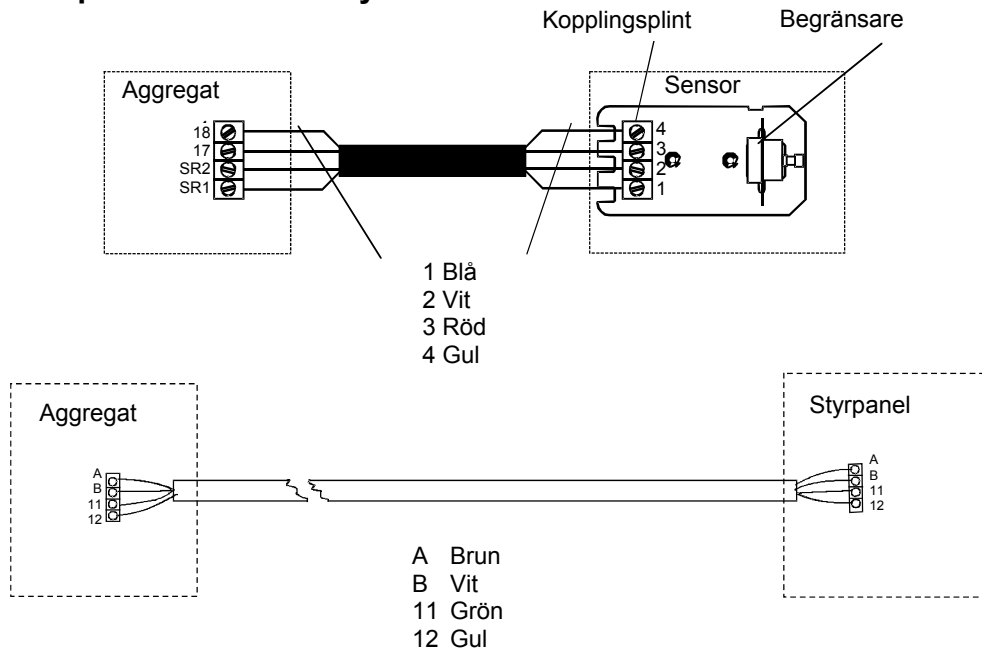 Kopplingsplint
Begränsare
Aggregat
Sensor
18
17
SR2
SR1
4
3
2
1
1 Blå
2 Vit
3 Röd
4 Gul
Aggregat
Styrpanel
A
B
11
12
A
B
11
12
A Brun
B Vit
11 Grön
12 Gul